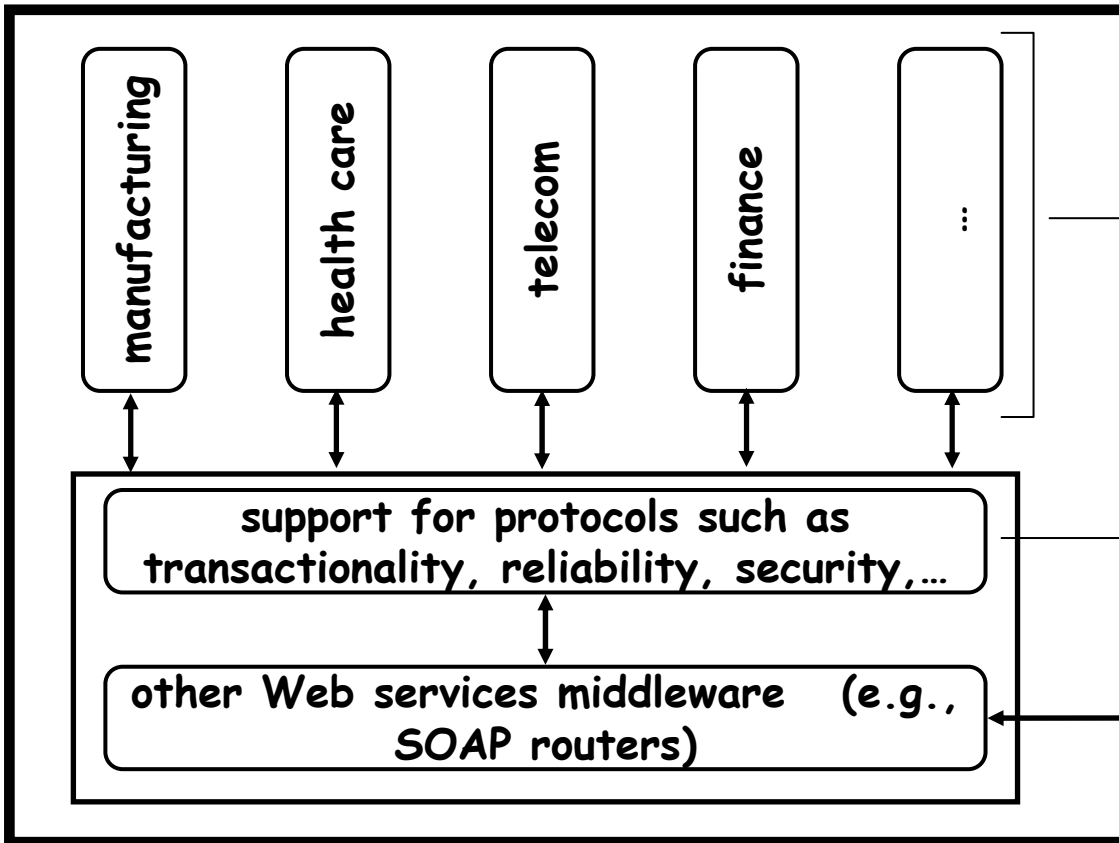 manufacturing
health care
telecom
finance
...
support for protocols such as
transactionality, reliability, security,…
other Web services middleware (e.g.,
SOAP routers)